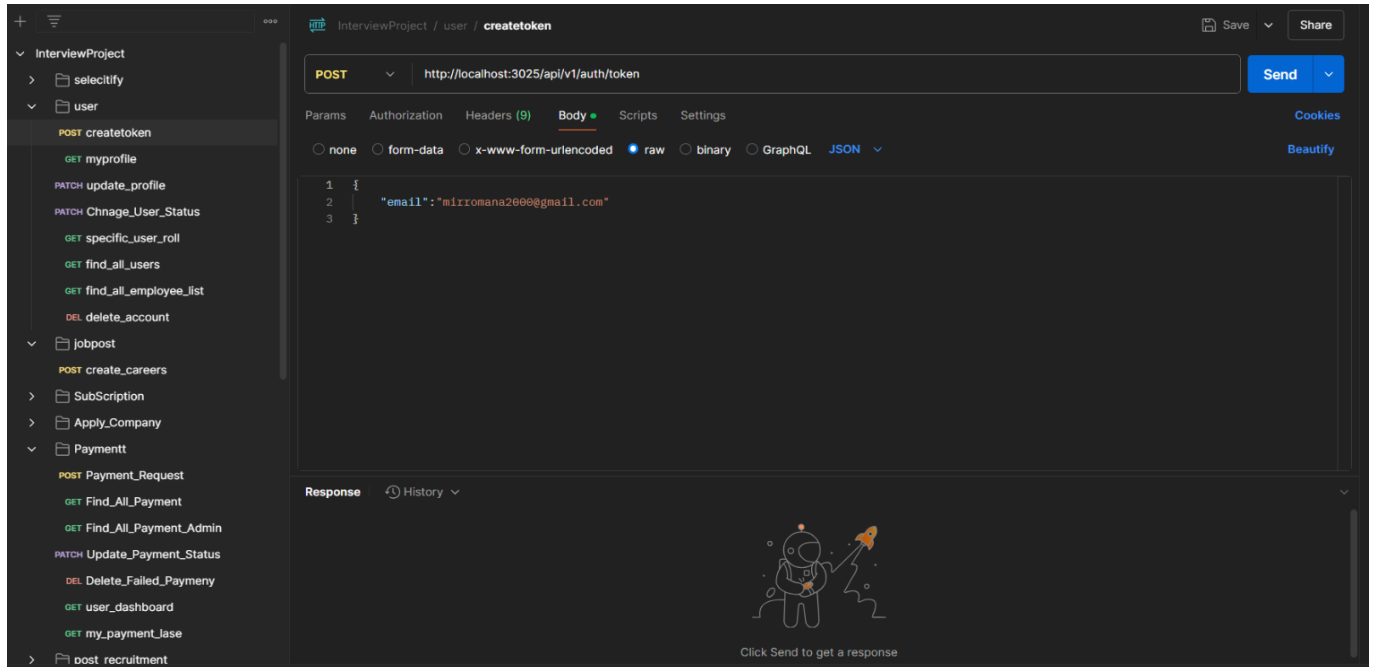 InterviewProject / user / createtoken
Save
Share
InterviewProject
selecitify
user
POST createtoken
GET myprofile
PATCH update_profile
PATCH Chnage_User_Status
GET specific_user_roll
GET find_all_users
GET find_all_employee_list
DEL delete_account
jobpost
POST create_careers
SubScription
Apply_Company
Paymentt
POST Payment_Request
GET Find_All_Payment
GET Find_All_Payment_Admin
PATCH Update_Payment_Status
DEL Delete_Failed_Paymeny
GET user_dashboard
GET my_payment_lase
post_recruitment
HTTP
POST http://localhost:3025/api/v1/auth/token
Send
Params Authorization Headers (9) Body Scripts Settings
Cookies
none form-data x-www-form-urlencoded raw binary GraphQL JSON
Beautify
1 {
2 "email":"mirromana2000@gmail.com"
3 }
Response History
Click Send to get a response